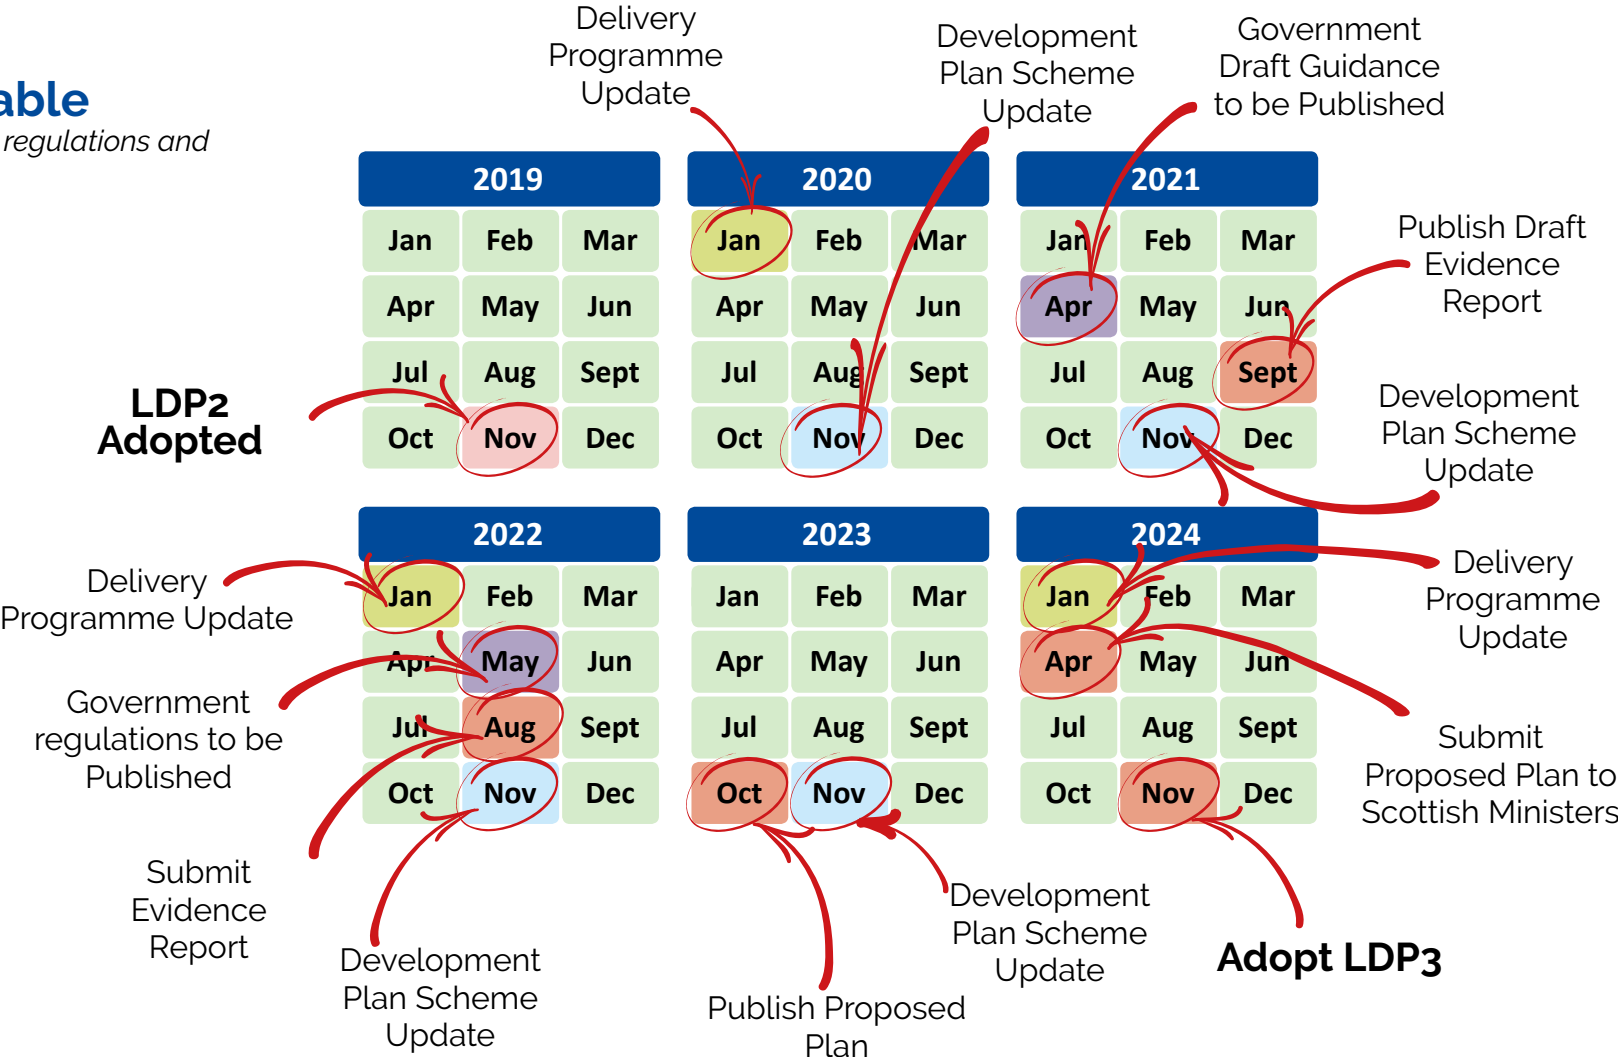 able
regulations and
Delivery
Programme
Update
Development
Plan Scheme
Update
Government
Draft Guidance
to be Published
2019
Jan Feb Mar
Apr May Jun
Jul Aug Sept
Oct Nov Dec
2020
Jan Feb Mar
Apr May Jun
Jul Aug Sept
Oct Nov Dec
2021
Jan Feb Mar
Apr May Jun
Jul Aug Sept
Oct Nov Dec
Publish Draft
Evidence
Report
LDP2
Adopted
Development
Plan Scheme
Update
2022
Jan Feb Mar
Apr May Jun
Jul Aug Sept
Oct Nov Dec
2023
Jan Feb Mar
Apr May Jun
Jul Aug Sept
Oct Nov Dec
2024
Jan Feb Mar
Apr May Jun
Jul Aug Sept
Oct Nov Dec
Delivery
Programme Update
Delivery
Programme
Update
Government
regulations to be
Published
Submit
Proposed Plan to
Scottish Ministers
Submit
Evidence
Report
Development
Plan Scheme
Update
Publish Proposed
Plan
Development
Plan Scheme
Update
Adopt LDP3